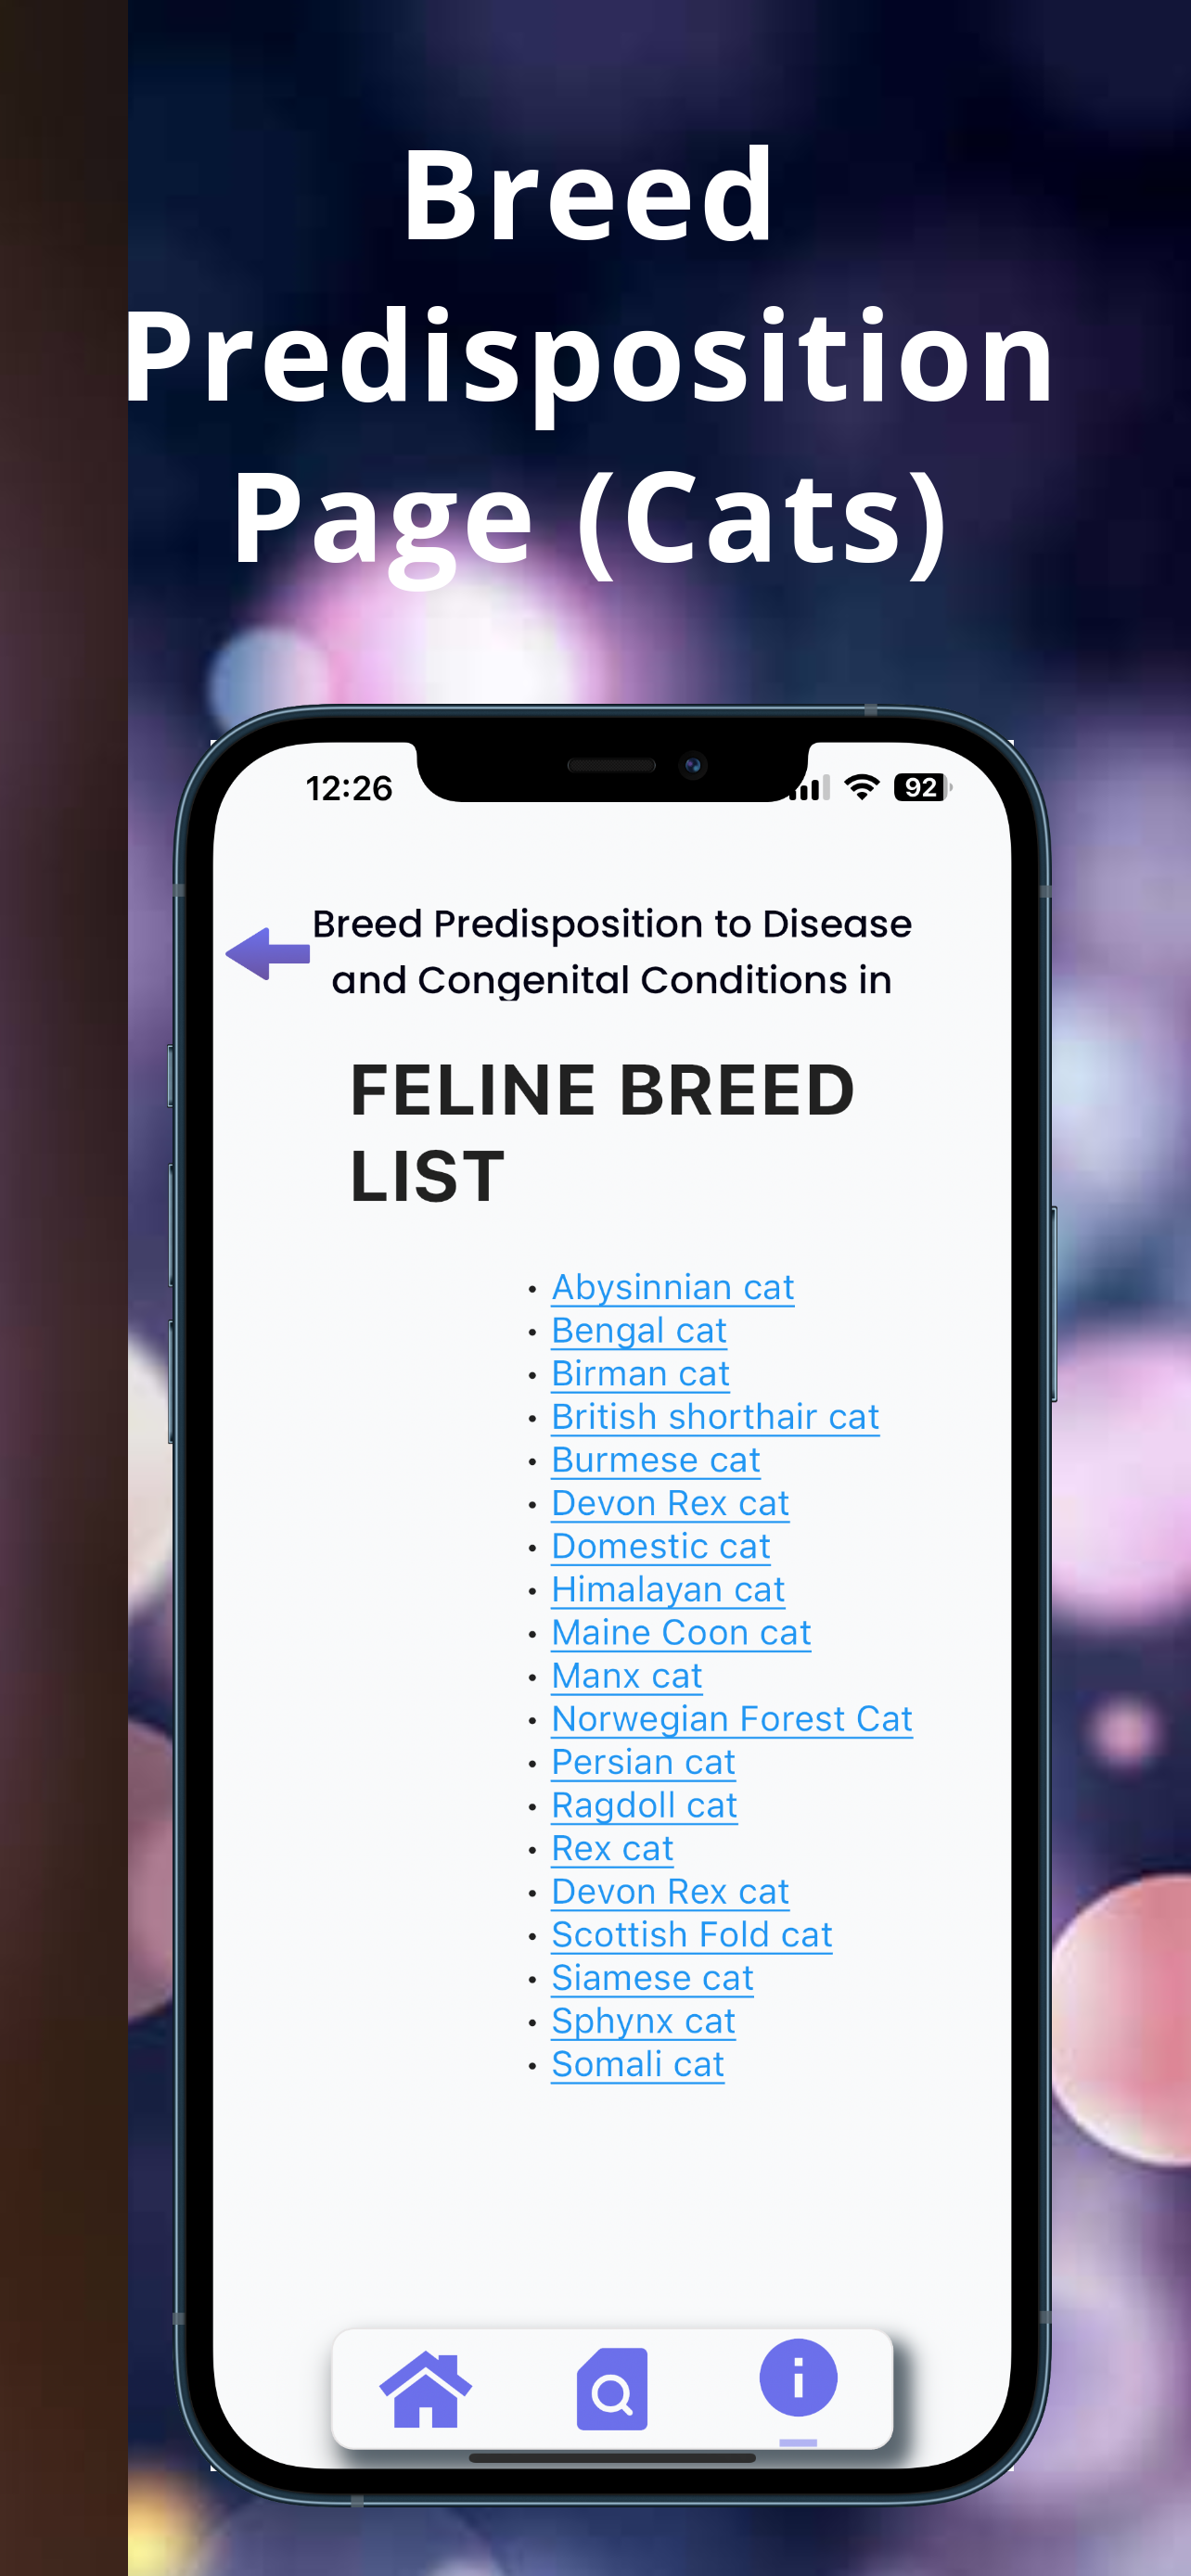 Breed
Predisposition
Page (Cats)
12:26
92
Breed Predisposition to Disease
and Congenital Conditions in
FELINE BREED
LIST
• Abysinnian cat
• Bengal cat
• Birman cat
• British shorthair cat
• Burmese cat
• Devon Rex cat
• Domestic cat
• Himalayan cat
• Maine Coon cat
• Manx cat
• Norwegian Forest Cat
• Persian cat
• Ragdoll cat
• Rex cat
• Devon Rex cat
• Scottish Fold cat
• Siamese cat
• Sphynx cat
• Somali cat